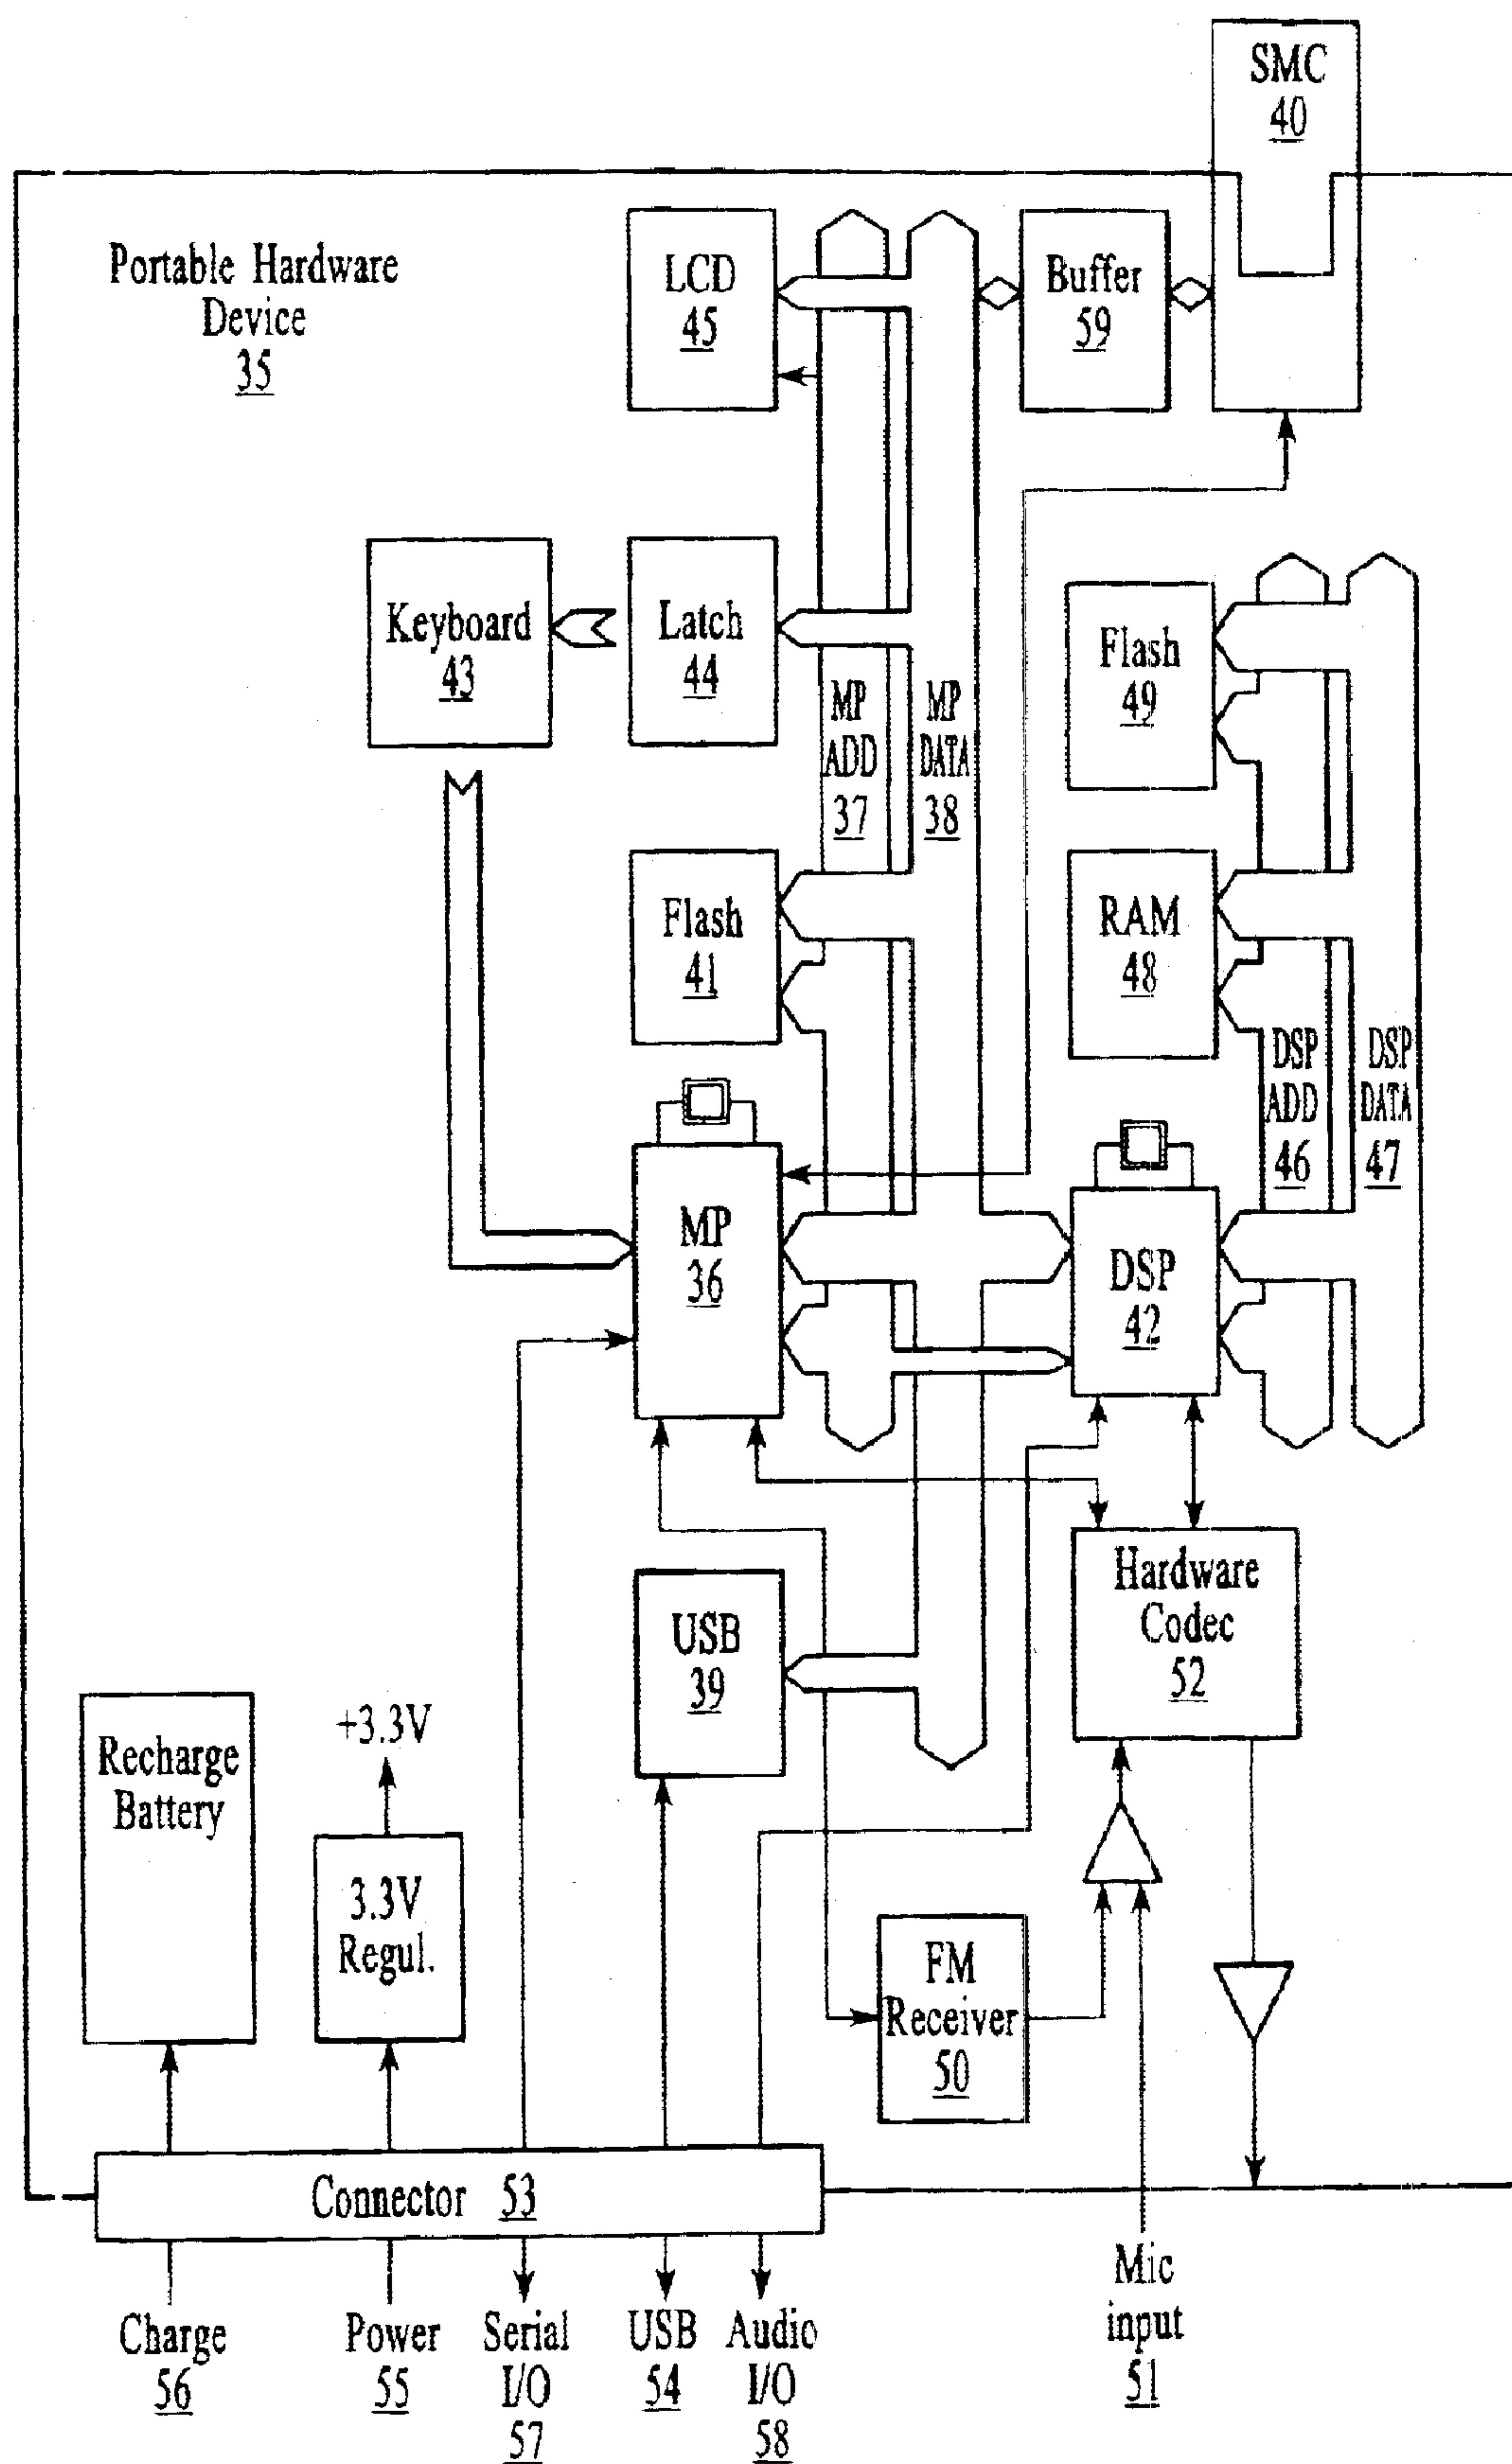 SMC
40
Portable Hardware
Device
35
LCD
45
Buffer
59
Keyboard
43
Latch
44
MP
ADD
37
MP
DATA
38
Flash
49
Flash
41
RAM
48
DSP
ADD
46
DSP
DATA
47
MP
36
DSP
42
Hardware
Codec
52
USB
39
Recharge
Battery
+3.3V
3.3V
Regul.
FM
Receiver
50
Connector 53
Charge
56
Power
55
Serial
I/O
57
USB
54
Audio
I/O
58
Mic
input
51